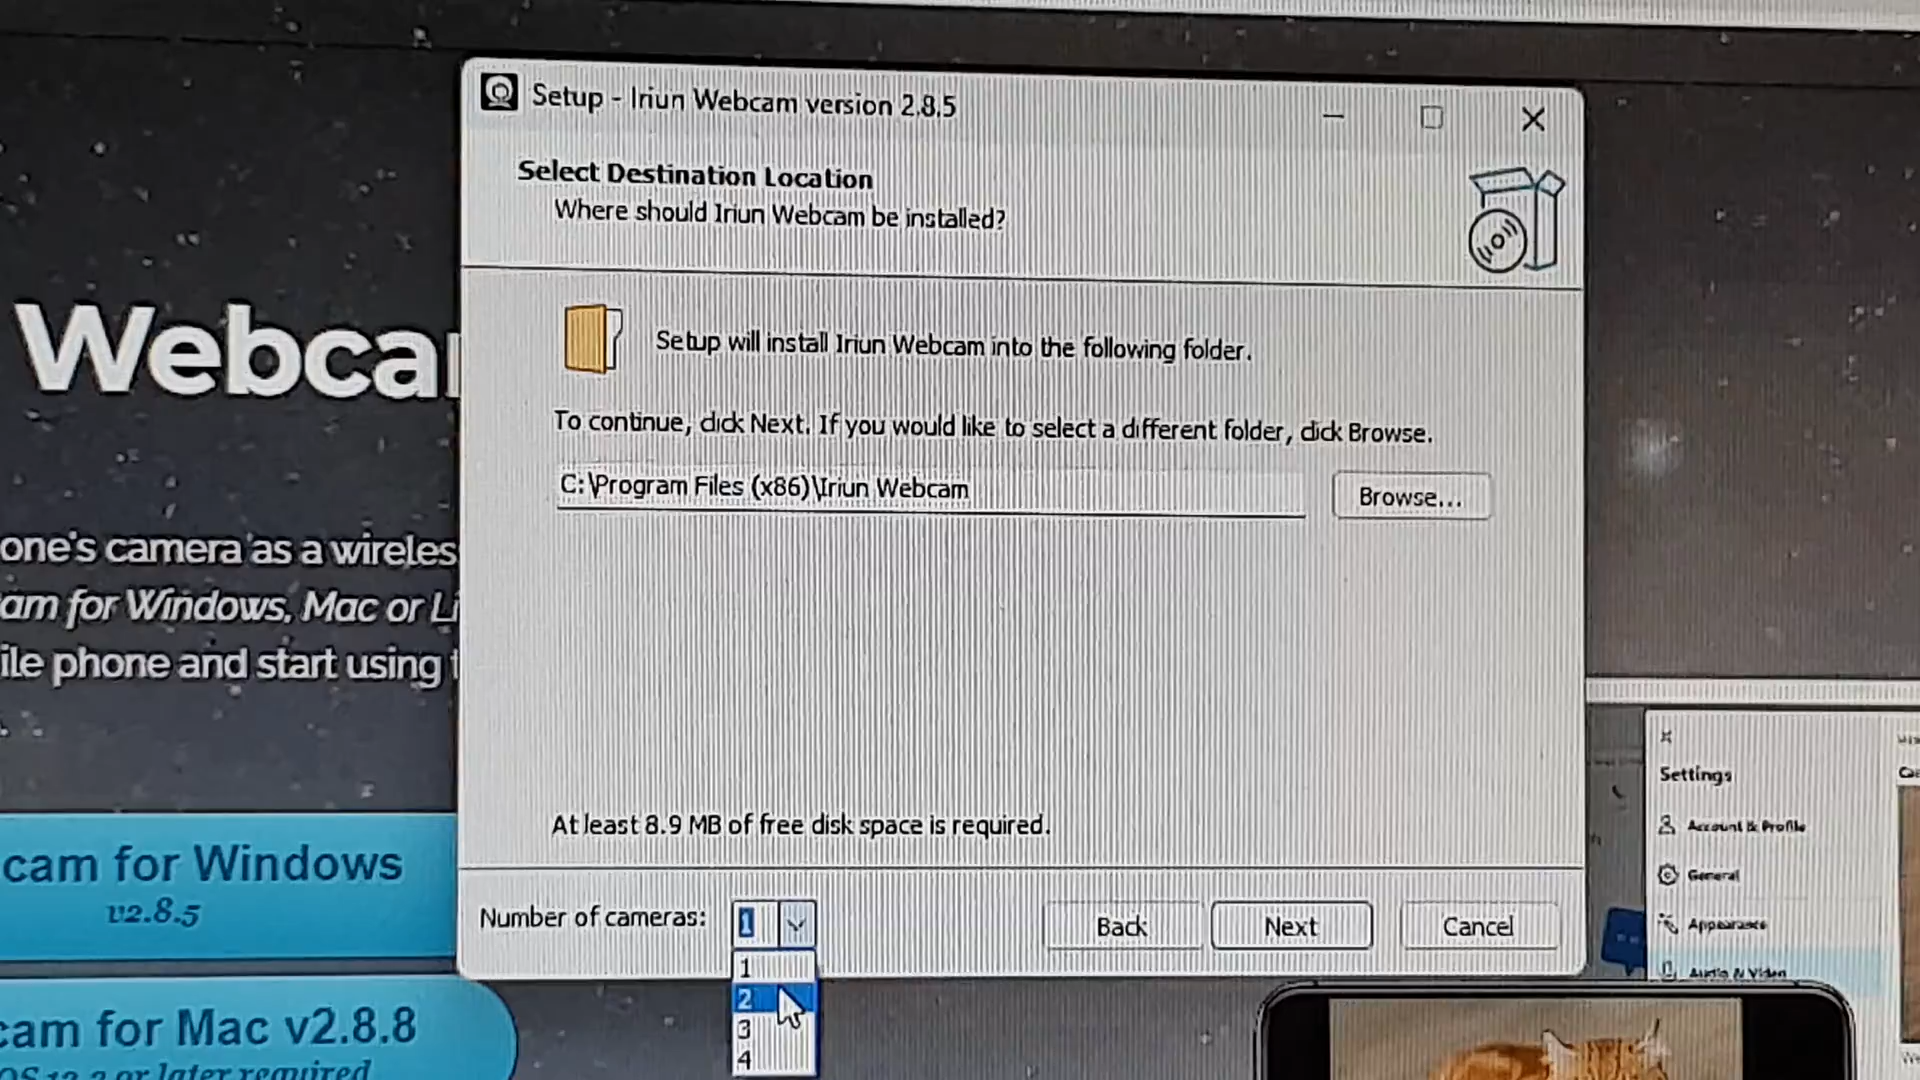 Setup - Iriun Webcam version 2.8.5
Select Destination Location
Where should Iriun Webcam be installed?
Setup will install Iriun Webcam into the following folder.
To continue, click Next. If you would like to select a different folder, click Browse.
C:\Program Files (x86)\Iriun Webcam
Browse...
At least 8.9 MB of free disk space is required.
Number of cameras:
1
Back
Next
Cancel
1
2
3
4
one's camera as a wireles
am for Windows, Mac or Li
ile phone and start using
cam for Windows
v2.8.5
cam for Mac v2.8.8
or later required
Settings
Account & Profile
General
Appearance
Audio & Video